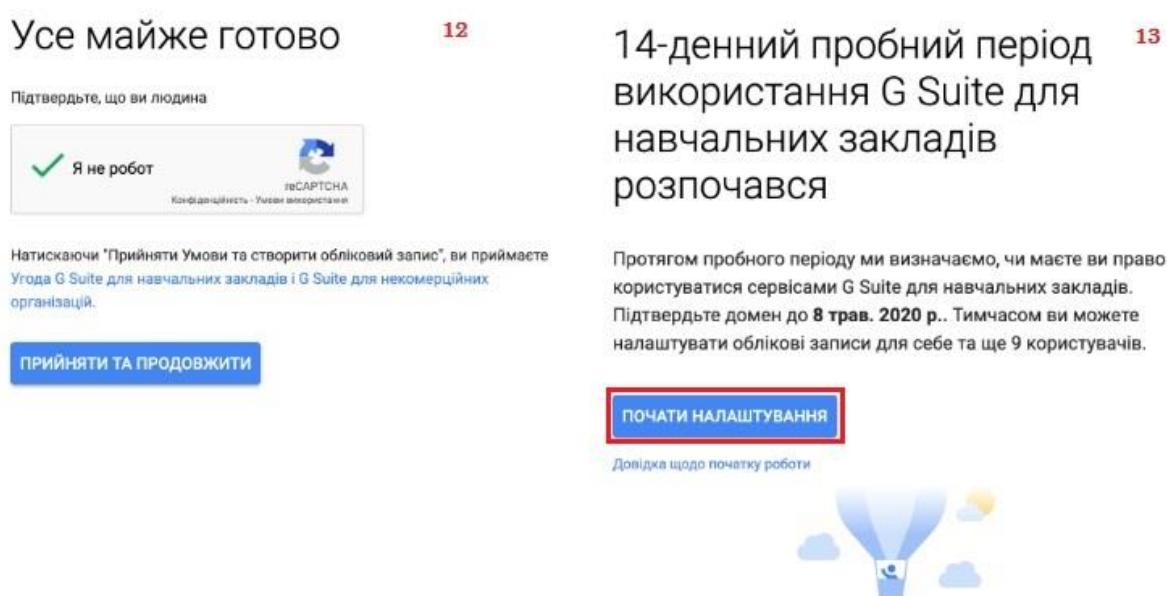 Усе майже готово
12
Підтвердьте, що ви людина
Я не робот
reCAPTCHA
Конфіденційність - Умови використання
Натискаючи "Прийняти Умови та створити обліковий запис", ви приймаєте
Угода G Suite для навчальних закладів і G Suite для некомерційних
організацій.
ПРИЙНЯТИ ТА ПРОДОВЖИТИ
14-денний пробний період
13
використання G Suite для
навчальних закладів
розпочався
Протягом пробного періоду ми визначаємо, чи маєте ви право
користуватися сервісами G Suite для навчальних закладів.
Підтвердьте домен до 8 трав. 2020 р.. Тимчасом ви можете
налаштувати облікові записи для себе та ще 9 користувачів.
ПОЧАТИ НАЛАШТУВАННЯ
Довідка щодо початку роботи